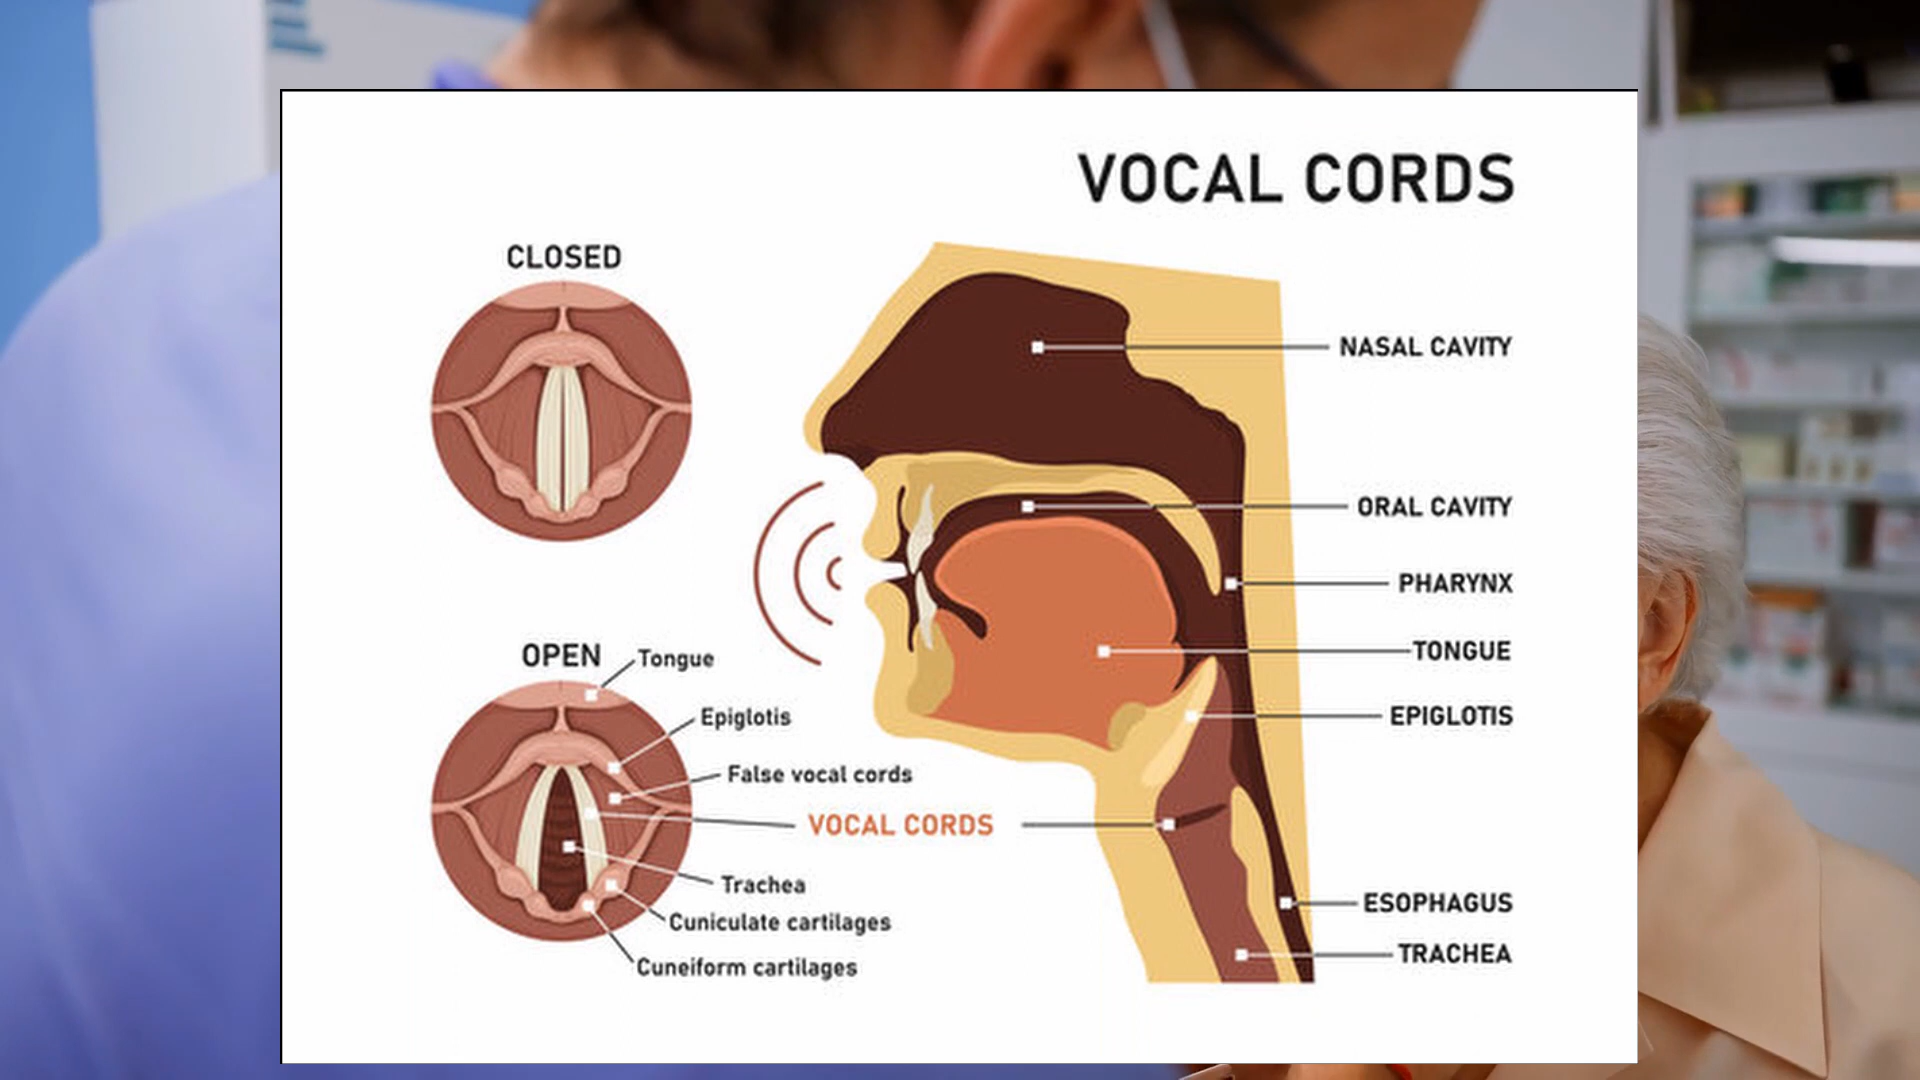 VOCAL CORDS
CLOSED
NASAL CAVITY
ORAL CAVITY
PHARYNX
TONGUE
EPIGLOTIS
ESOPHAGUS
TRACHEA
OPEN
Tongue
Epiglotis
False vocal cords
VOCAL CORDS
Trachea
Cuniculate cartilages
Cuneiform cartilages